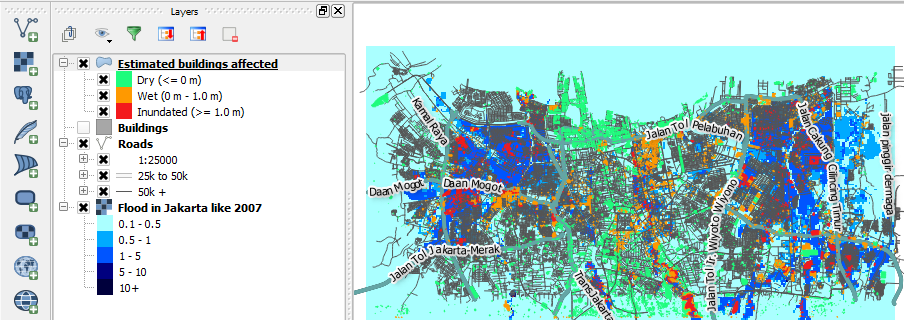 Layers
Estimated buildings affected
Dry (<= 0 m)
Wet (0 m - 1.0 m)
Inundated (>= 1.0 m)
Buildings
Roads
1:25000
25k to 50k
50k +
Flood in Jakarta like 2007
0.1 - 0.5
0.5 - 1
1 - 5
5 - 10
10+
Kamal Raya
Jalan Tol Pelabuhan
Jalan Cakung Cilincing Timur
jalan pinggir dermaga
Daan Mogot
Daan Mogot
Jalan Tol Jakarta-Merak
TransJakarta
Jalan Tol Ir. Wiyoto Wiyono